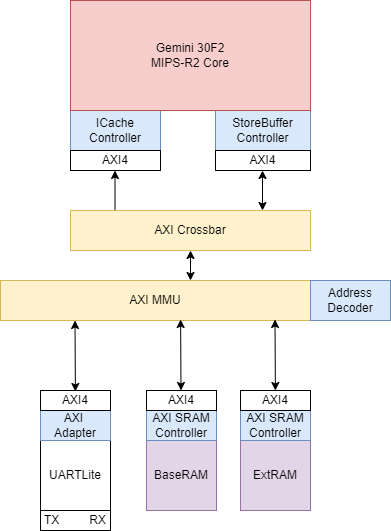 Gemini 30F2
MIPS-R2 Core
ICache
Controller
StoreBuffer
Controller
AXI4
AXI4
AXI Crossbar
AXI MMU
Address
Decoder
AXI4
AXI4
AXI4
AXI
Adapter
AXI SRAM
Controller
AXI SRAM
Controller
UARTLite
BaseRAM
ExtRAM
TX RX